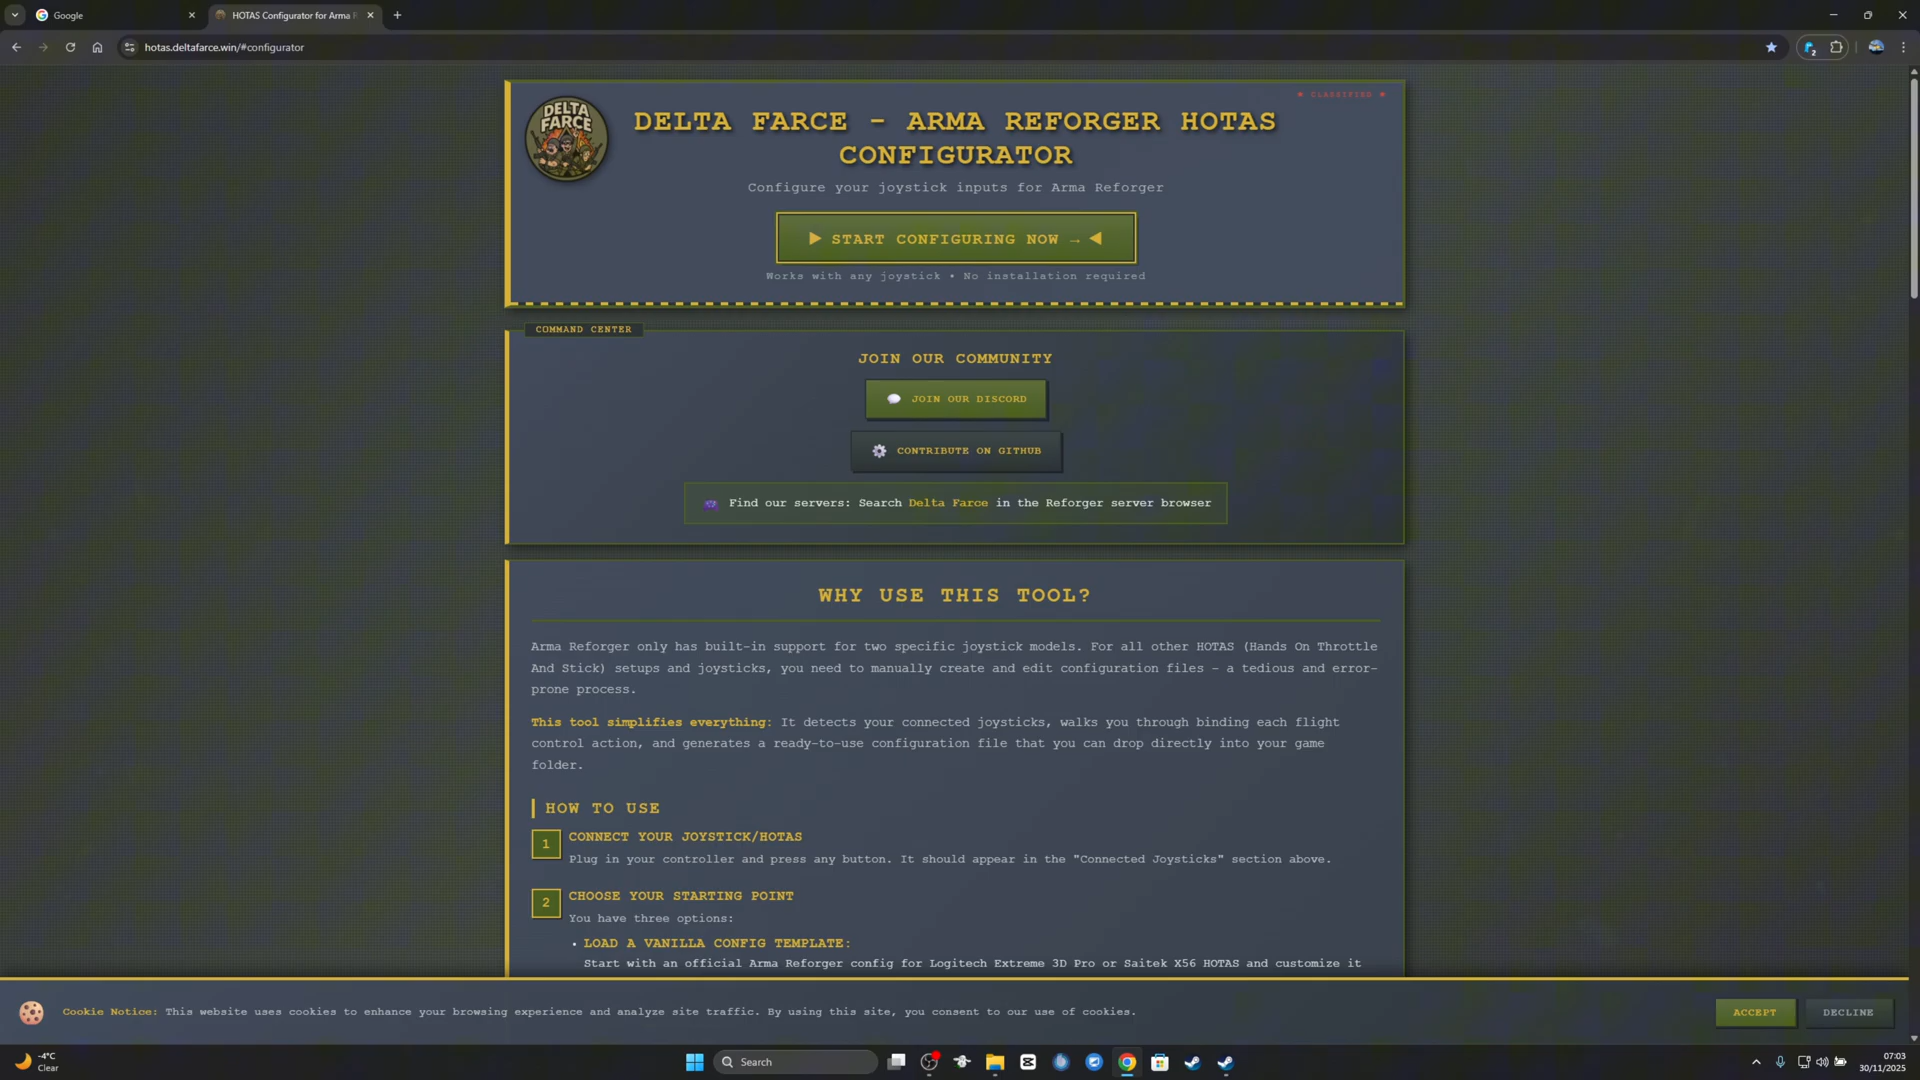 Google
HOTAS Configurator for Arma R
hotas.deltafarce.win/#configurator
2
DELTA
FARCE
● CLASSIFIED ●
DELTA FARCE - ARMA REFORGER HOTAS
CONFIGURATOR
Configure your joystick inputs for Arma Reforger
▶ START CONFIGURING NOW → ◀
Works with any joystick • No installation required
COMMAND CENTER
JOIN OUR COMMUNITY
JOIN OUR DISCORD
CONTRIBUTE ON GITHUB
Find our servers: Search Delta Farce in the Reforger server browser
WHY USE THIS TOOL?
Arma Reforger only has built-in support for two specific joystick models. For all other HOTAS (Hands On Throttle
And Stick) setups and joysticks, you need to manually create and edit configuration files – a tedious and error-
prone process.
This tool simplifies everything: It detects your connected joysticks, walks you through binding each flight
control action, and generates a ready-to-use configuration file that you can drop directly into your game
folder.
HOW TO USE
1
CONNECT YOUR JOYSTICK/HOTAS
Plug in your controller and press any button. It should appear in the "Connected Joysticks" section above.
2
CHOOSE YOUR STARTING POINT
You have three options:
• LOAD A VANILLA CONFIG TEMPLATE:
Start with an official Arma Reforger config for Logitech Extreme 3D Pro or Saitek X56 HOTAS and customize it
Cookie Notice: This website uses cookies to enhance your browsing experience and analyze site traffic. By using this site, you consent to our use of cookies.
ACCEPT
DECLINE
-4°C
Clear
Search
07:03
30/11/2025